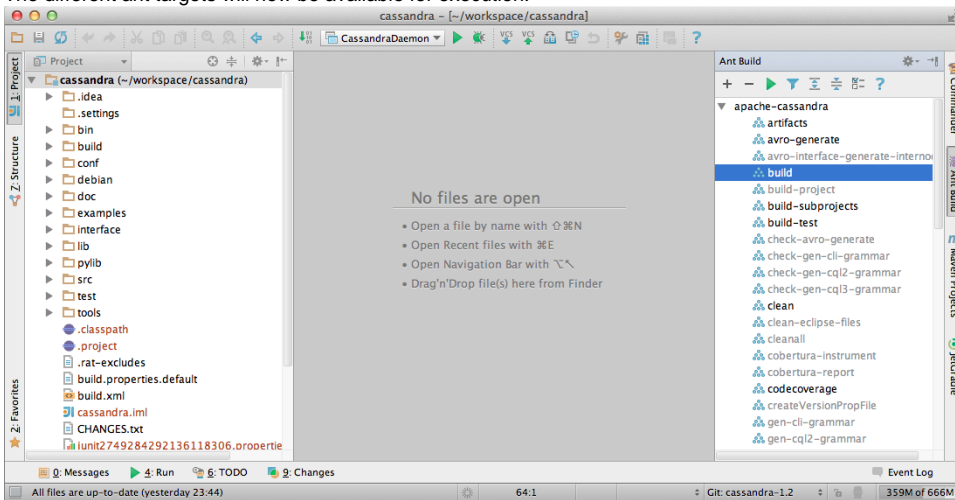 The different ant targets will now be available for execution.
cassandra – [~/workspace/cassandra]
CassandraDaemon
VCS VCS
?
1: Project
Z: Structure
2: Favorites
Project
cassandra (~/workspace/cassandra)
.idea
.settings
bin
build
conf
debian
doc
examples
interface
lib
pylib
src
test
tools
.classpath
.project
.rat-excludes
build.properties.default
build.xml
cassandra.iml
CHANGES.txt
junit2749284292136118306.propertie
No files are open
• Open a file by name with ⇧⌘N
• Open Recent files with ⌘E
• Open Navigation Bar with ⌥↖
• Drag'n'Drop file(s) here from Finder
Ant Build
?
apache-cassandra
artifacts
avro-generate
avro-interface-generate-interno
build
build-project
build-subprojects
build-test
check-avro-generate
check-gen-cli-grammar
check-gen-cql2-grammar
check-gen-cql3-grammar
clean
clean-eclipse-files
cleanall
cobertura-instrument
cobertura-report
codecoverage
createVersionPropFile
gen-cli-grammar
gen-cql2-grammar
Commander
Ant Build
Maven Projects
0: Messages
4: Run
6: TODO
9: Changes
Event Log
All files are up-to-date (yesterday 23:44)
64:1
Git: cassandra-1.2
359M of 666M